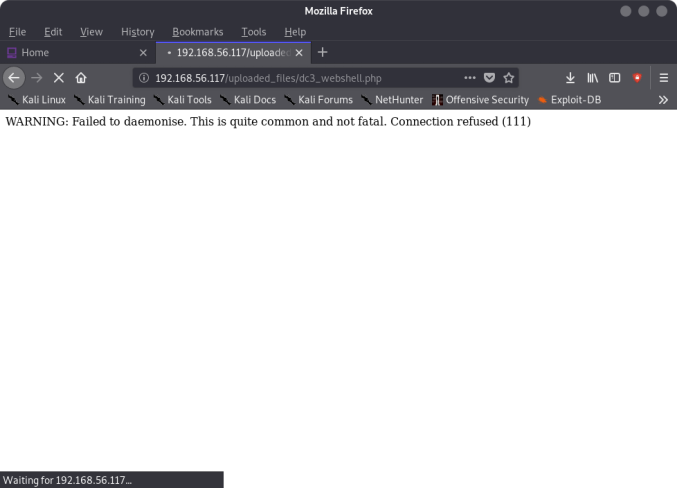 Mozilla Firefox
File Edit View History Bookmarks Tools Help
Home × • 192.168.56.117/uploaded × +
192.168.56.117/uploaded_files/dc3_webshell.php
Kali Linux Kali Training Kali Tools Kali Docs Kali Forums NetHunter Offensive Security Exploit-DB »
WARNING: Failed to daemonise. This is quite common and not fatal. Connection refused (111)
Waiting for 192.168.56.117...